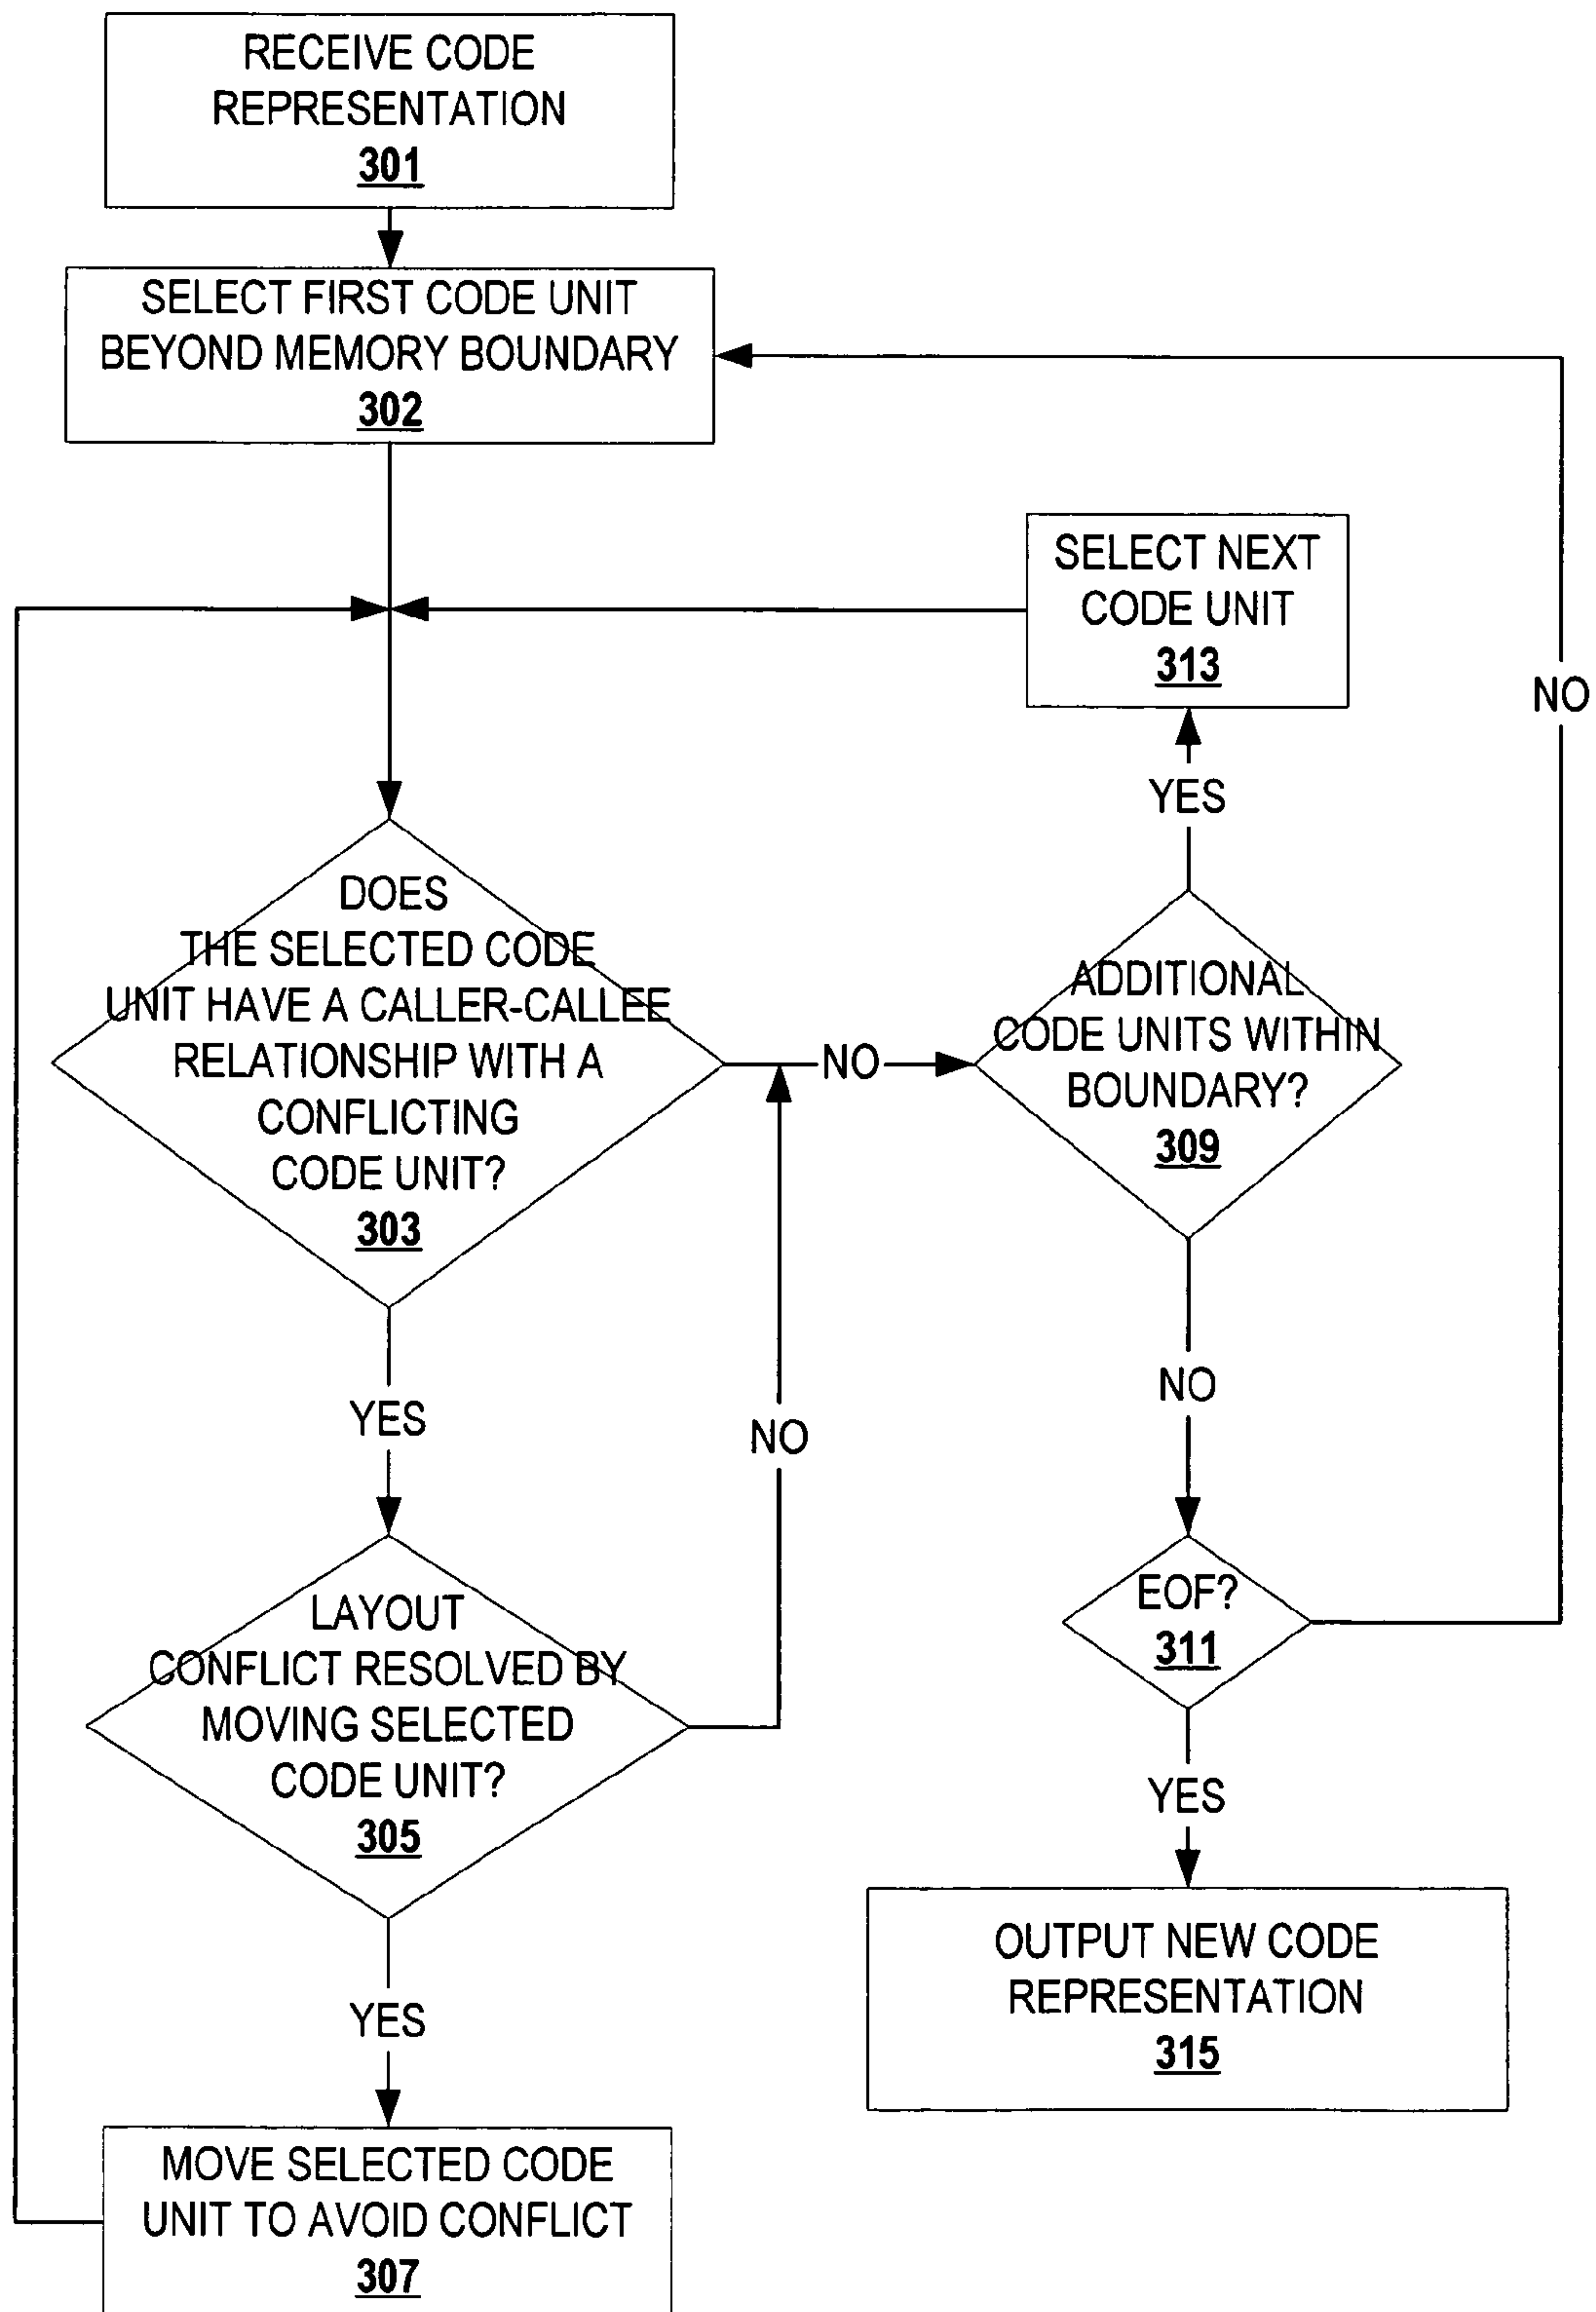 RECEIVE CODE
REPRESENTATION
301
SELECT FIRST CODE UNIT
BEYOND MEMORY BOUNDARY
302
SELECT NEXT
CODE UNIT
313
NO
YES
DOES
THE SELECTED CODE
UNIT HAVE A CALLER-CALLEE
RELATIONSHIP WITH A
CONFLICTING
CODE UNIT?
303
NO
ADDITIONAL
CODE UNITS WITHIN
BOUNDARY?
309
YES
NO
NO
LAYOUT
CONFLICT RESOLVED BY
MOVING SELECTED
CODE UNIT?
305
EOF?
311
YES
YES
MOVE SELECTED CODE
UNIT TO AVOID CONFLICT
307
OUTPUT NEW CODE
REPRESENTATION
315